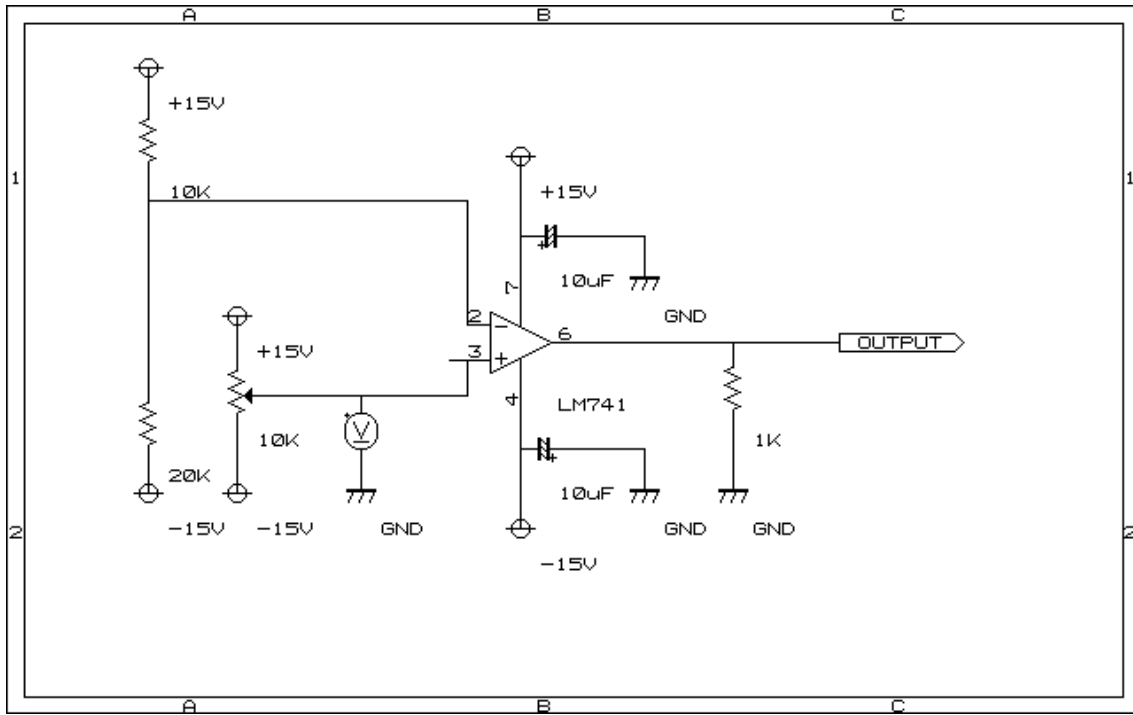 A B C
+15V
1 10K +15V 1
10uF
7
2 GND
+15V 3 6 OUTPUT
4 LM741
10K V 1K
20K 10uF
-15V -15V GND GND GND
2 -15V 2
A B C